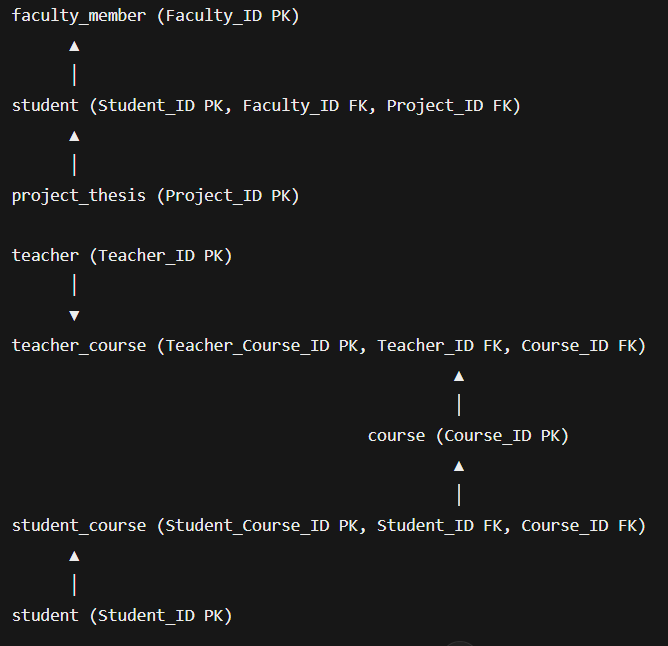 faculty_member (Faculty_ID PK)
▲
│
student (Student_ID PK, Faculty_ID FK, Project_ID FK)
▲
│
project_thesis (Project_ID PK)
teacher (Teacher_ID PK)
│
▼
teacher_course (Teacher_Course_ID PK, Teacher_ID FK, Course_ID FK)
▲
│
course (Course_ID PK)
▲
│
student_course (Student_Course_ID PK, Student_ID FK, Course_ID FK)
▲
│
student (Student_ID PK)